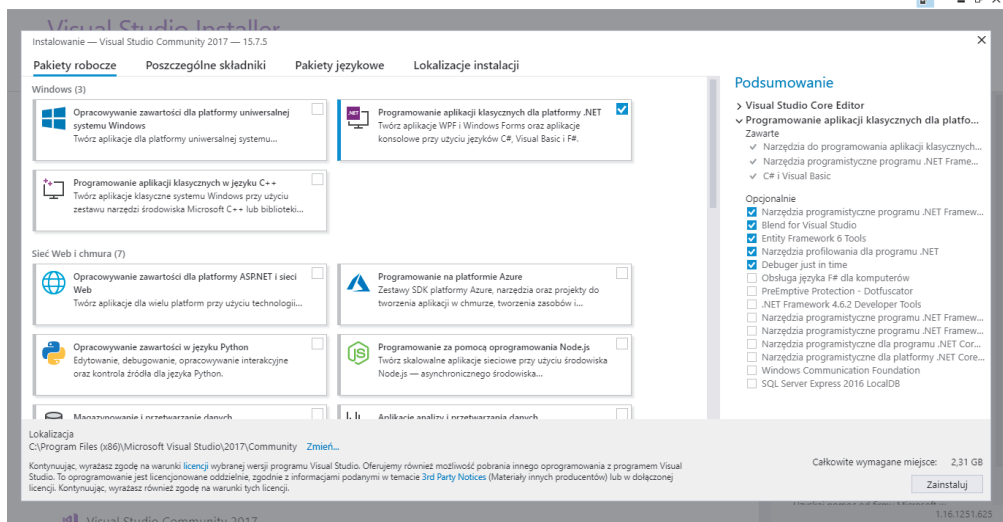 Visual Studio Installer
Instalowanie — Visual Studio Community 2017 — 15.7.5
Pakiety robocze Poszczególne składniki Pakiety językowe Lokalizacje instalacji
Windows (3)
Opracowywanie zawartości dla platformy uniwersalnej
systemu Windows
Twórz aplikacje dla platformy uniwersalnej systemu...
Programowanie aplikacji klasycznych dla platformy .NET
Twórz aplikacje WPF i Windows Forms oraz aplikacje
konsolowe przy użyciu języków C#, Visual Basic i F#.
Programowanie aplikacji klasycznych w języku C++
Twórz aplikacje klasyczne systemu Windows przy użyciu
zestawu narzędzi środowiska Microsoft C++ lub biblioteki...
Sieć Web i chmura (7)
Opracowywanie zawartości dla platformy ASP.NET i sieci
Web
Twórz aplikacje dla wielu platform przy użyciu technologii...
Programowanie na platformie Azure
Zestawy SDK platformy Azure, narzędzia oraz projekty do
tworzenia aplikacji w chmurze, tworzenia zasobów i...
Opracowywanie zawartości w języku Python
Edytowanie, debugowanie, opracowywanie interakcyjne
oraz kontrola źródła dla języka Python.
Programowanie za pomocą oprogramowania Node.js
Twórz skalowalne aplikacje sieciowe przy użyciu środowiska
Node.js — asynchronicznego środowiska...
Magazynowanie i przetwarzanie danych
Aplikacje analizy i przetwarzania danych
Podsumowanie
Visual Studio Core Editor
Programowanie aplikacji klasycznych dla platfo...
Zawarte
Narzędzia do programowania aplikacji klasycznych...
Narzędzia programistyczne programu .NET Frame...
C# i Visual Basic
Opcjonalnie
Narzędzia programistyczne programu .NET Framew...
Blend for Visual Studio
Entity Framework 6 Tools
Narzędzia profilowania dla programu .NET
Debuger just in time
Obsługa języka F# dla komputerów
PreEmptive Protection - Dotfuscator
.NET Framework 4.6.2 Developer Tools
Narzędzia programistyczne programu .NET Framew...
Narzędzia programistyczne programu .NET Framew...
Narzędzia programistyczne dla programu .NET Cor...
Narzędzia programistyczne dla platformy .NET Core...
Windows Communication Foundation
SQL Server Express 2016 LocalDB
Lokalizacja
C:\Program Files (x86)\Microsoft Visual Studio\2017\Community Zmień...
Kontynuując, wyrażasz zgodę na warunki licencji wybranej wersji programu Visual Studio. Oferujemy również możliwość pobrania innego oprogramowania z programem Visual
Studio. To oprogramowanie jest licencjonowane oddzielnie, zgodnie z informacjami podanymi w temacie 3rd Party Notices (Materiały innych producentów) lub w dołączonej
licencji. Kontynuując, wyrażasz również zgodę na warunki tych licencji.
Całkowite wymagane miejsce: 2,31 GB
Zainstaluj
Uzyskaj pomoc od firmy Microsoft
Visual Studio Community 2017
1.16.1251.625